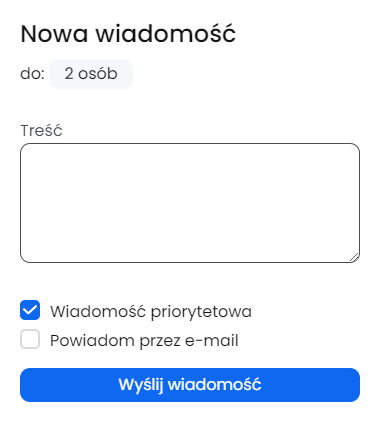 Nowa wiadomość
do: 2 osób
Treść
Wiadomość priorytetowa
Powiadom przez e-mail
Wyślij wiadomość